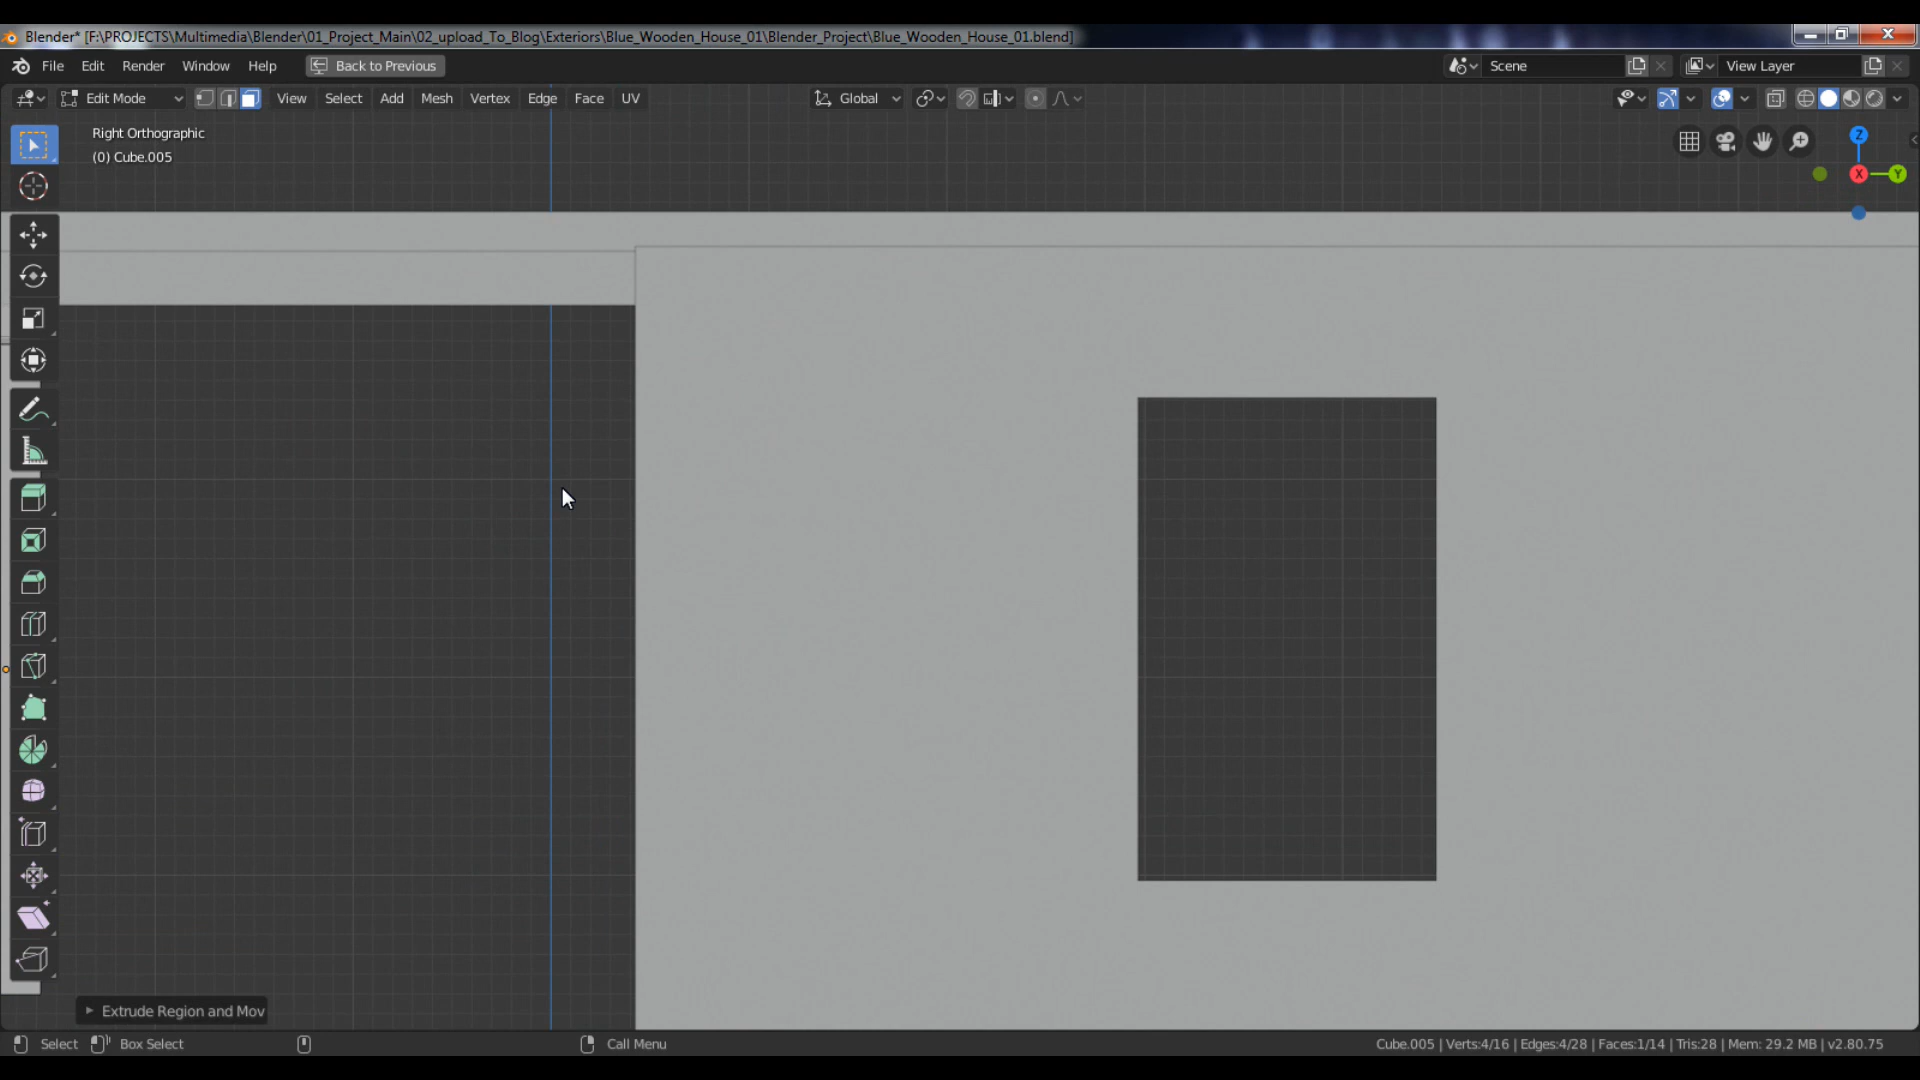 Blender* [F:\PROJECTS\Multimedia\Blender\01_Project_Main\02_upload_To_Blog\Exteriors\Blue_Wooden_House_01\Blender_Project\Blue_Wooden_House_01.blend]
File Edit Render Window Help Back to Previous Scene View Layer
Edit Mode View Select Add Mesh Vertex Edge Face UV Global
Right Orthographic
(0) Cube.005
Z
X Y
Extrude Region and Mov
Select Box Select Call Menu Cube.005 | Verts:4/16 | Edges:4/28 | Faces:1/14 | Tris:28 | Mem: 29.2 MB | v2.80.75